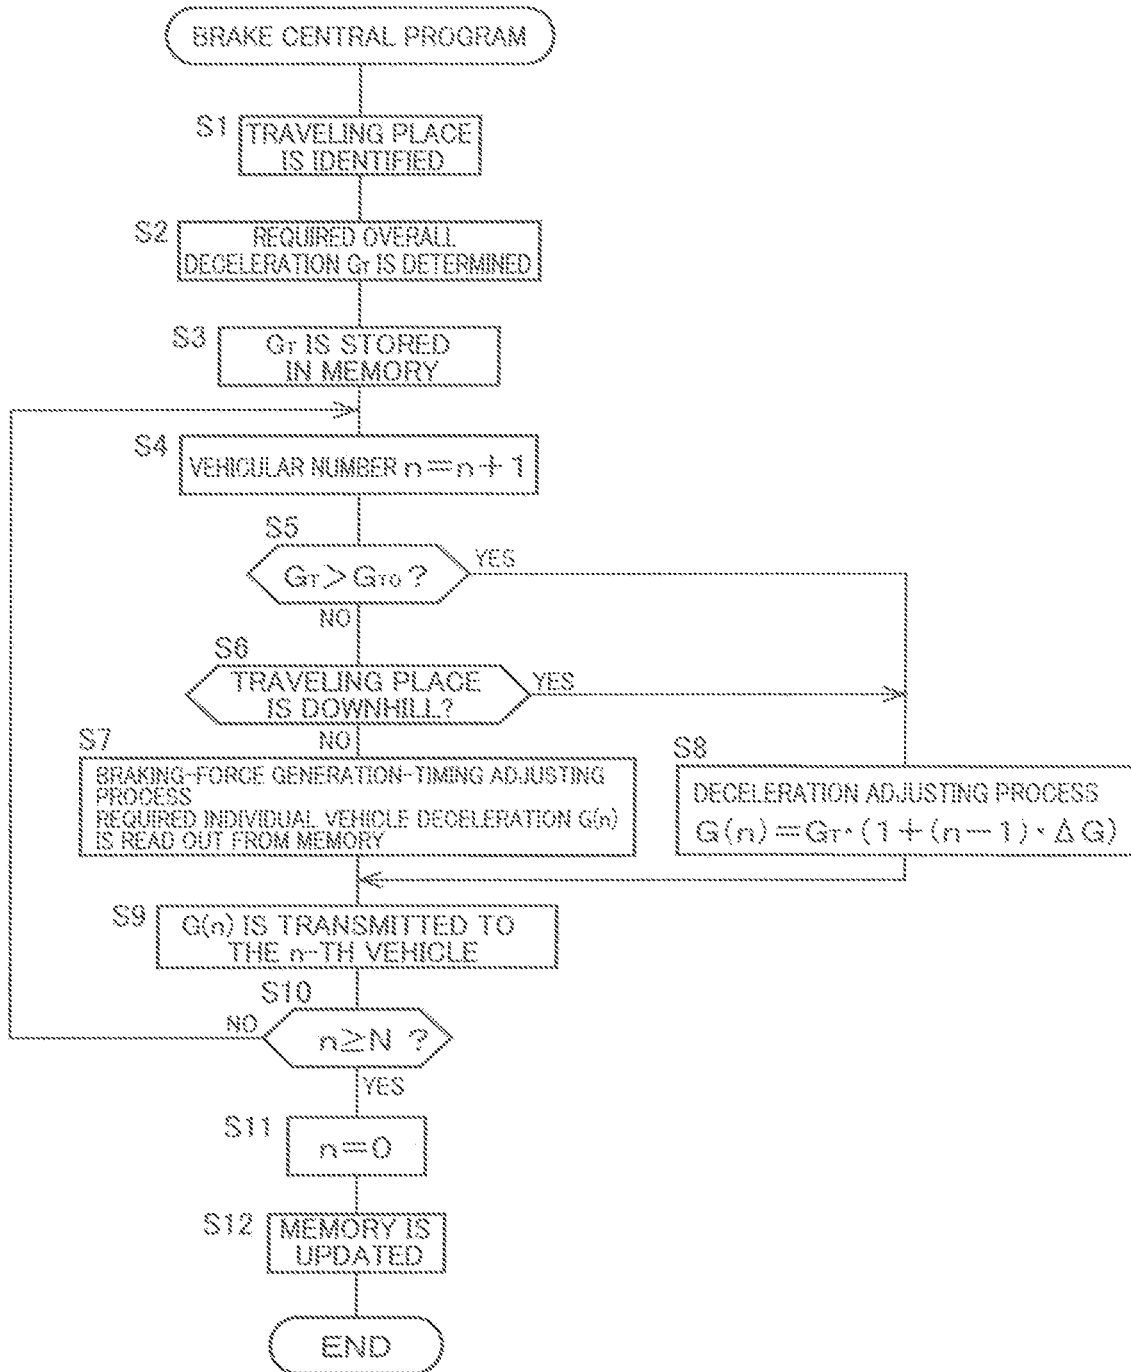 BRAKE CENTRAL PROGRAM
S1
TRAVELING PLACE
IS IDENTIFIED
S2
REQUIRED OVERALL
DECELERATION GT IS DETERMINED
S3
GT IS STORED
IN MEMORY
S4
VEHICULAR NUMBER n=n+1
S5
GT>GTO ?
YES
NO
S6
TRAVELING PLACE
IS DOWNHILL?
YES
NO
S7
BRAKING-FORCE GENERATION-TIMING ADJUSTING
PROCESS
REQUIRED INDIVIDUAL VEHICLE DECELERATION G(n)
IS READ OUT FROM MEMORY
S8
DECELERATION ADJUSTING PROCESS
G(n)=GT·(1+(n-1)·ΔG)
S9
G(n) IS TRANSMITTED TO
THE n-TH VEHICLE
S10
n≥N ?
NO
YES
S11
n=0
S12
MEMORY IS
UPDATED
END